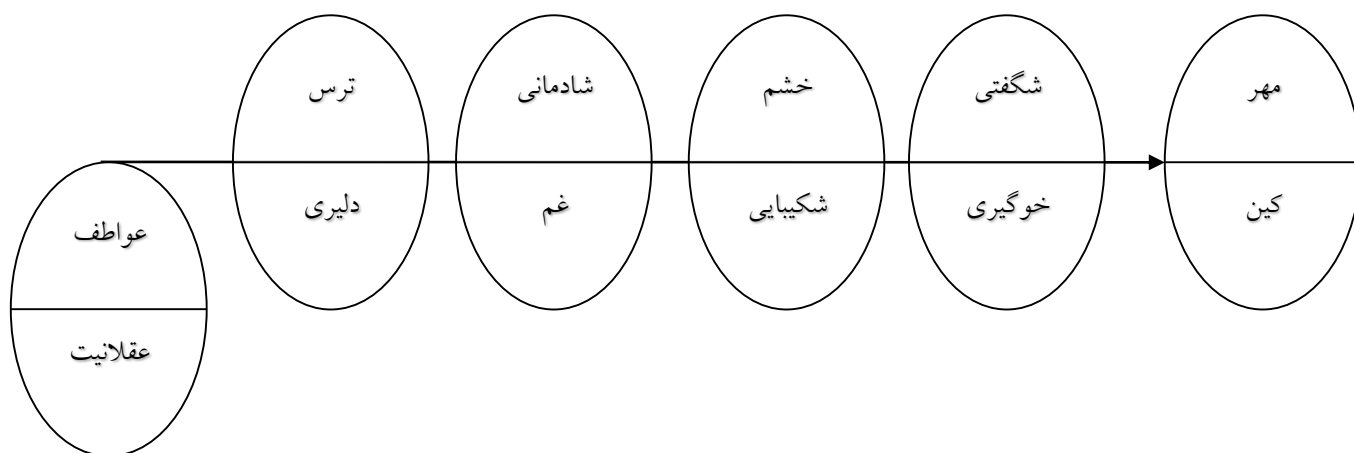 ترس
دلیری
شادمانی
غم
خشم
شکیبایی
شگفتی
خوگیری
مهر
کین
عواطف
عقلانیت